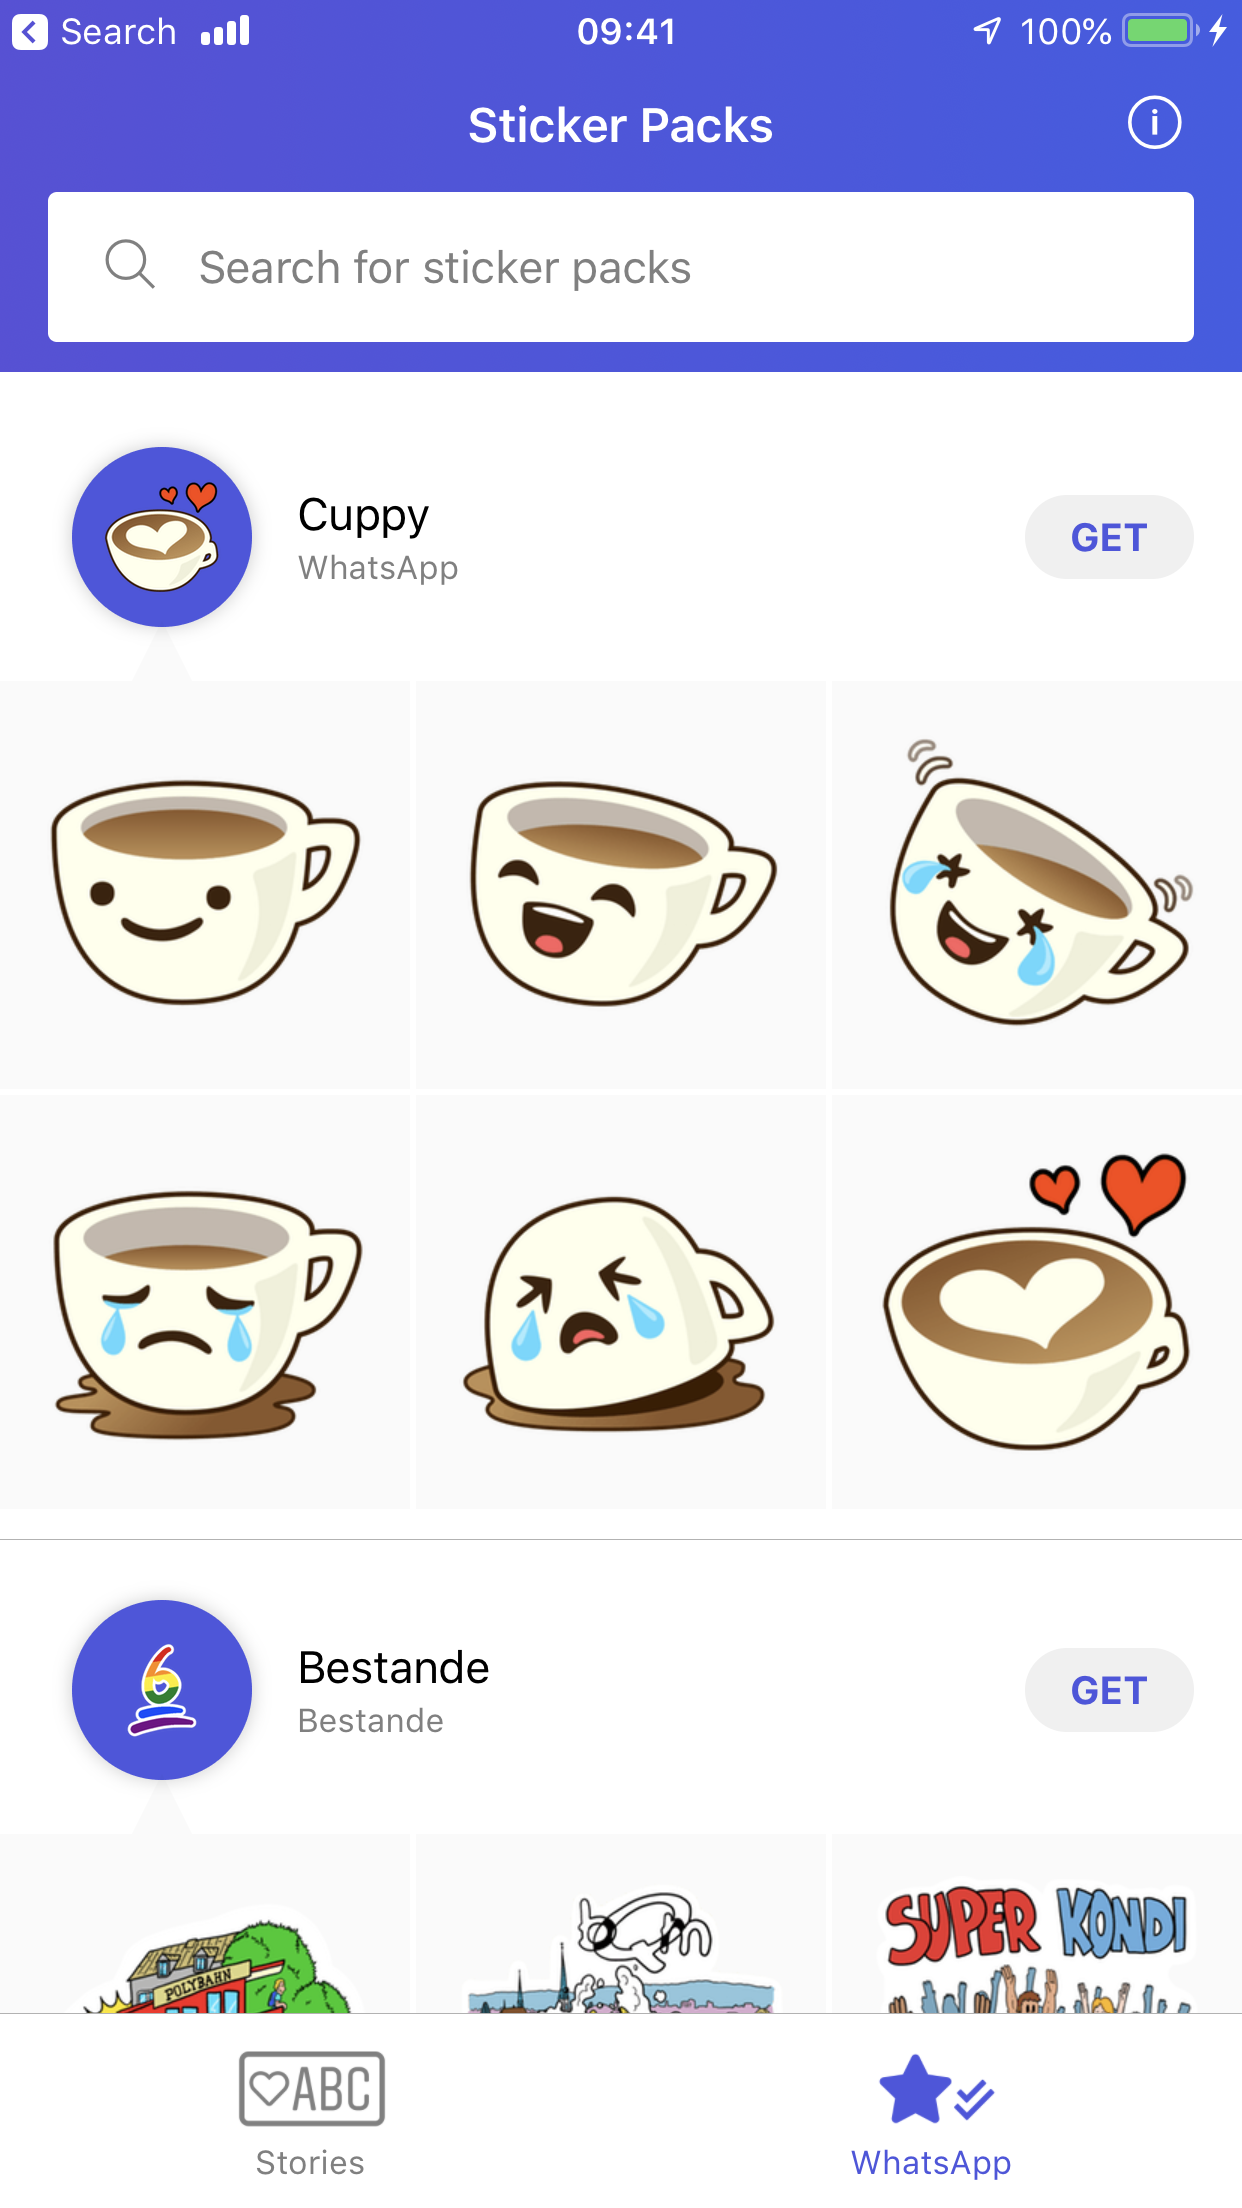 Search
09:41
100%
Sticker Packs
Search for sticker packs
Cuppy
WhatsApp
GET
6
Bestande
Bestande
GET
POLYBAHN
SUPER KONDI
ABC
Stories
WhatsApp